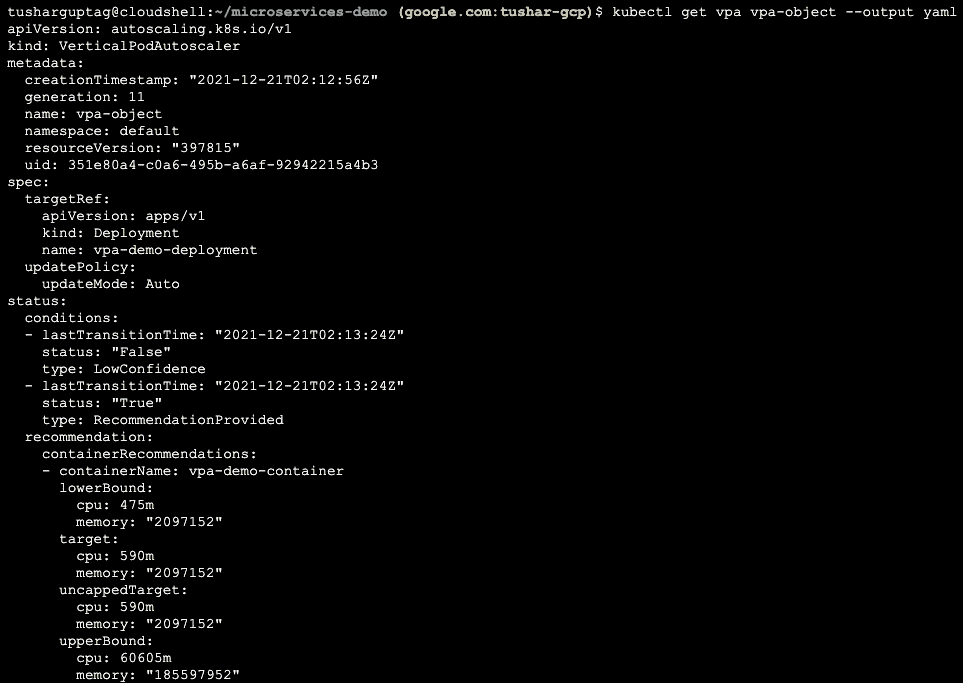 tusharguptag@cloudshell:~/microservices-demo (google.com:tushar-gcp)$ kubectl get vpa vpa-object --output yaml
apiVersion: autoscaling.k8s.io/v1
kind: VerticalPodAutoscaler
metadata:
  creationTimestamp: "2021-12-21T02:12:56Z"
  generation: 11
  name: vpa-object
  namespace: default
  resourceVersion: "397815"
  uid: 351e80a4-c0a6-495b-a6af-92942215a4b3
spec:
  targetRef:
    apiVersion: apps/v1
    kind: Deployment
    name: vpa-demo-deployment
  updatePolicy:
    updateMode: Auto
status:
  conditions:
  - lastTransitionTime: "2021-12-21T02:13:24Z"
    status: "False"
    type: LowConfidence
  - lastTransitionTime: "2021-12-21T02:13:24Z"
    status: "True"
    type: RecommendationProvided
  recommendation:
    containerRecommendations:
    - containerName: vpa-demo-container
      lowerBound:
        cpu: 475m
        memory: "2097152"
      target:
        cpu: 590m
        memory: "2097152"
      uncappedTarget:
        cpu: 590m
        memory: "2097152"
      upperBound:
        cpu: 60605m
        memory: "185597952"